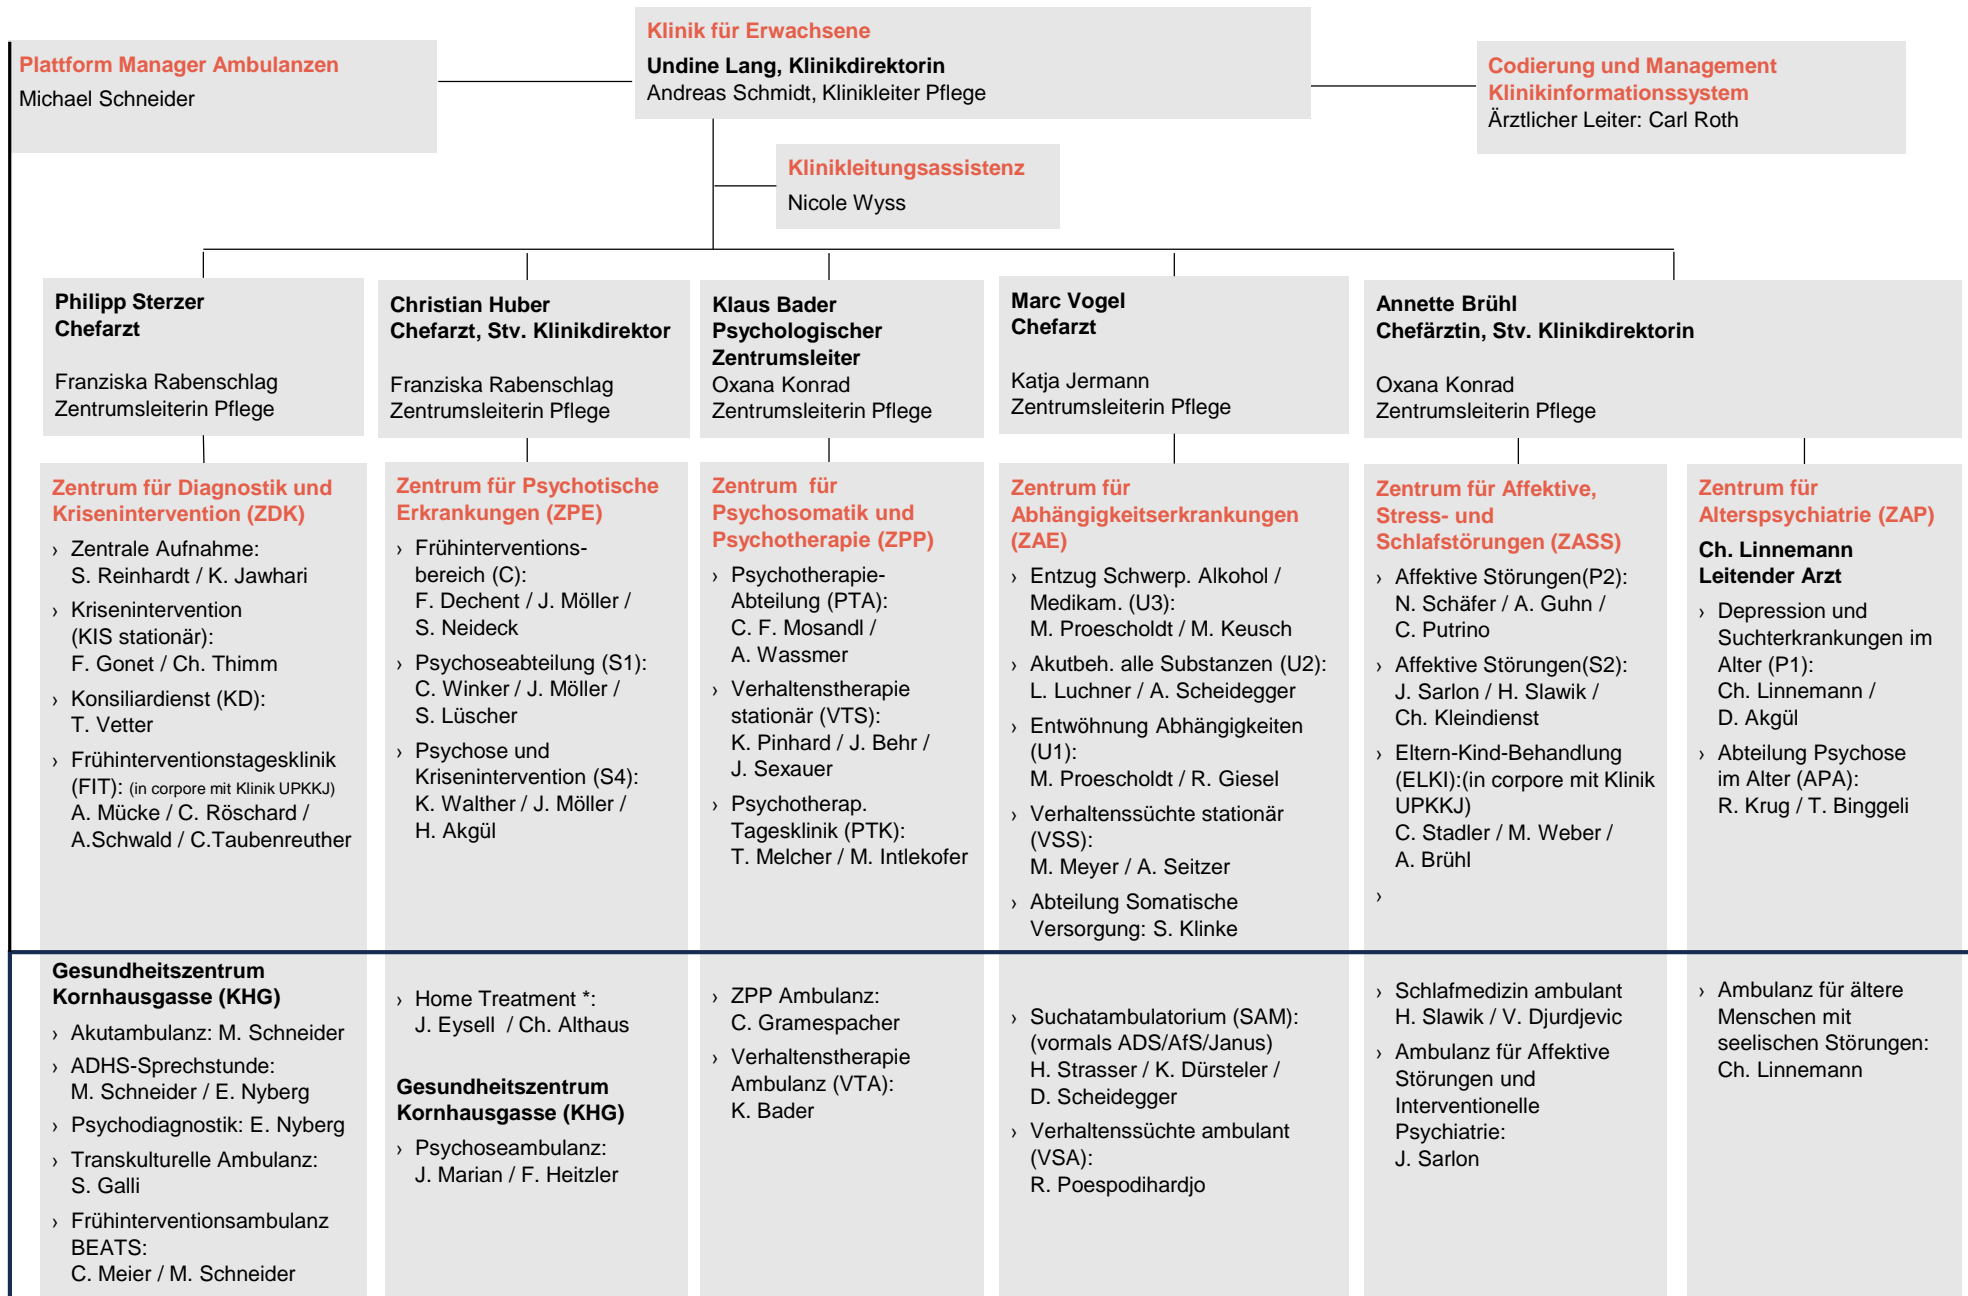 Klinik für Erwachsene
Undine Lang, Klinikdirektorin
Andreas Schmidt, Klinikleiter Pflege
Plattform Manager Ambulanzen
Michael Schneider
Codierung und Management
Klinikinformationssystem
Ärztlicher Leiter: Carl Roth
Klinikleitungsassistenz
Nicole Wyss
Philipp Sterzer
Chefarzt
Franziska Rabenschlag
Zentrumsleiterin Pflege
Christian Huber
Chefarzt, Stv. Klinikdirektor
Franziska Rabenschlag
Zentrumsleiterin Pflege
Klaus Bader
Psychologischer
Zentrumsleiter
Oxana Konrad
Zentrumsleiterin Pflege
Marc Vogel
Chefarzt
Katja Jermann
Zentrumsleiterin Pflege
Annette Brühl
Chefärztin, Stv. Klinikdirektorin
Oxana Konrad
Zentrumsleiterin Pflege
Zentrum für Diagnostik und
Krisenintervention (ZDK)
› Zentrale Aufnahme:
S. Reinhardt / K. Jawhari
› Krisenintervention
(KIS stationär):
F. Gonet / Ch. Thimm
› Konsiliardienst (KD):
T. Vetter
› Frühinterventionstagesklinik
(FIT): (in corpore mit Klinik UPKKJ)
A. Mücke / C. Röschard /
A.Schwald / C.Taubenreuther
Zentrum für Psychotische
Erkrankungen (ZPE)
› Frühinterventions-
bereich (C):
F. Dechent / J. Möller /
S. Neideck
› Psychoseabteilung (S1):
C. Winker / J. Möller /
S. Lüscher
› Psychose und
Krisenintervention (S4):
K. Walther / J. Möller /
H. Akgül
Zentrum für
Psychosomatik und
Psychotherapie (ZPP)
› Psychotherapie-
Abteilung (PTA):
C. F. Mosandl /
A. Wassmer
› Verhaltenstherapie
stationär (VTS):
K. Pinhard / J. Behr /
J. Sexauer
› Psychotherap.
Tagesklinik (PTK):
T. Melcher / M. Intlekofer
Zentrum für
Abhängigkeitserkrankungen
(ZAE)
› Entzug Schwerp. Alkohol /
Medikam. (U3):
M. Proescholdt / M. Keusch
› Akutbeh. alle Substanzen (U2):
L. Luchner / A. Scheidegger
› Entwöhnung Abhängigkeiten
(U1):
M. Proescholdt / R. Giesel
› Verhaltenssüchte stationär
(VSS):
M. Meyer / A. Seitzer
› Abteilung Somatische
Versorgung: S. Klinke
Zentrum für Affektive,
Stress- und
Schlafstörungen (ZASS)
› Affektive Störungen(P2):
N. Schäfer / A. Guhn /
C. Putrino
› Affektive Störungen(S2):
J. Sarlon / H. Slawik /
Ch. Kleindienst
› Eltern-Kind-Behandlung
(ELKI):(in corpore mit Klinik
UPKKJ)
C. Stadler / M. Weber /
A. Brühl
›
Zentrum für
Alterspsychiatrie (ZAP)
Ch. Linnemann
Leitender Arzt
› Depression und
Suchterkrankungen im
Alter (P1):
Ch. Linnemann /
D. Akgül
› Abteilung Psychose
im Alter (APA):
R. Krug / T. Binggeli
Gesundheitszentrum
Kornhausgasse (KHG)
› Akutambulanz: M. Schneider
› ADHS-Sprechstunde:
M. Schneider / E. Nyberg
› Psychodiagnostik: E. Nyberg
› Transkulturelle Ambulanz:
S. Galli
› Frühinterventionsambulanz
BEATS:
C. Meier / M. Schneider
› Home Treatment *:
J. Eysell / Ch. Althaus
Gesundheitszentrum
Kornhausgasse (KHG)
› Psychoseambulanz:
J. Marian / F. Heitzler
› ZPP Ambulanz:
C. Gramespacher
› Verhaltenstherapie
Ambulanz (VTA):
K. Bader
› Suchatambulatorium (SAM):
(vormals ADS/AfS/Janus)
H. Strasser / K. Dürsteler /
D. Scheidegger
› Verhaltenssüchte ambulant
(VSA):
R. Poespodihardjo
› Schlafmedizin ambulant
H. Slawik / V. Djurdjevic
› Ambulanz für Affektive
Störungen und
Interventionelle
Psychiatrie:
J. Sarlon
› Ambulanz für ältere
Menschen mit
seelischen Störungen:
Ch. Linnemann